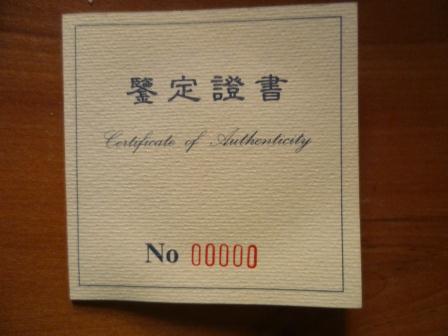 鑒定證書
Certificate of Authenticity
No 00000